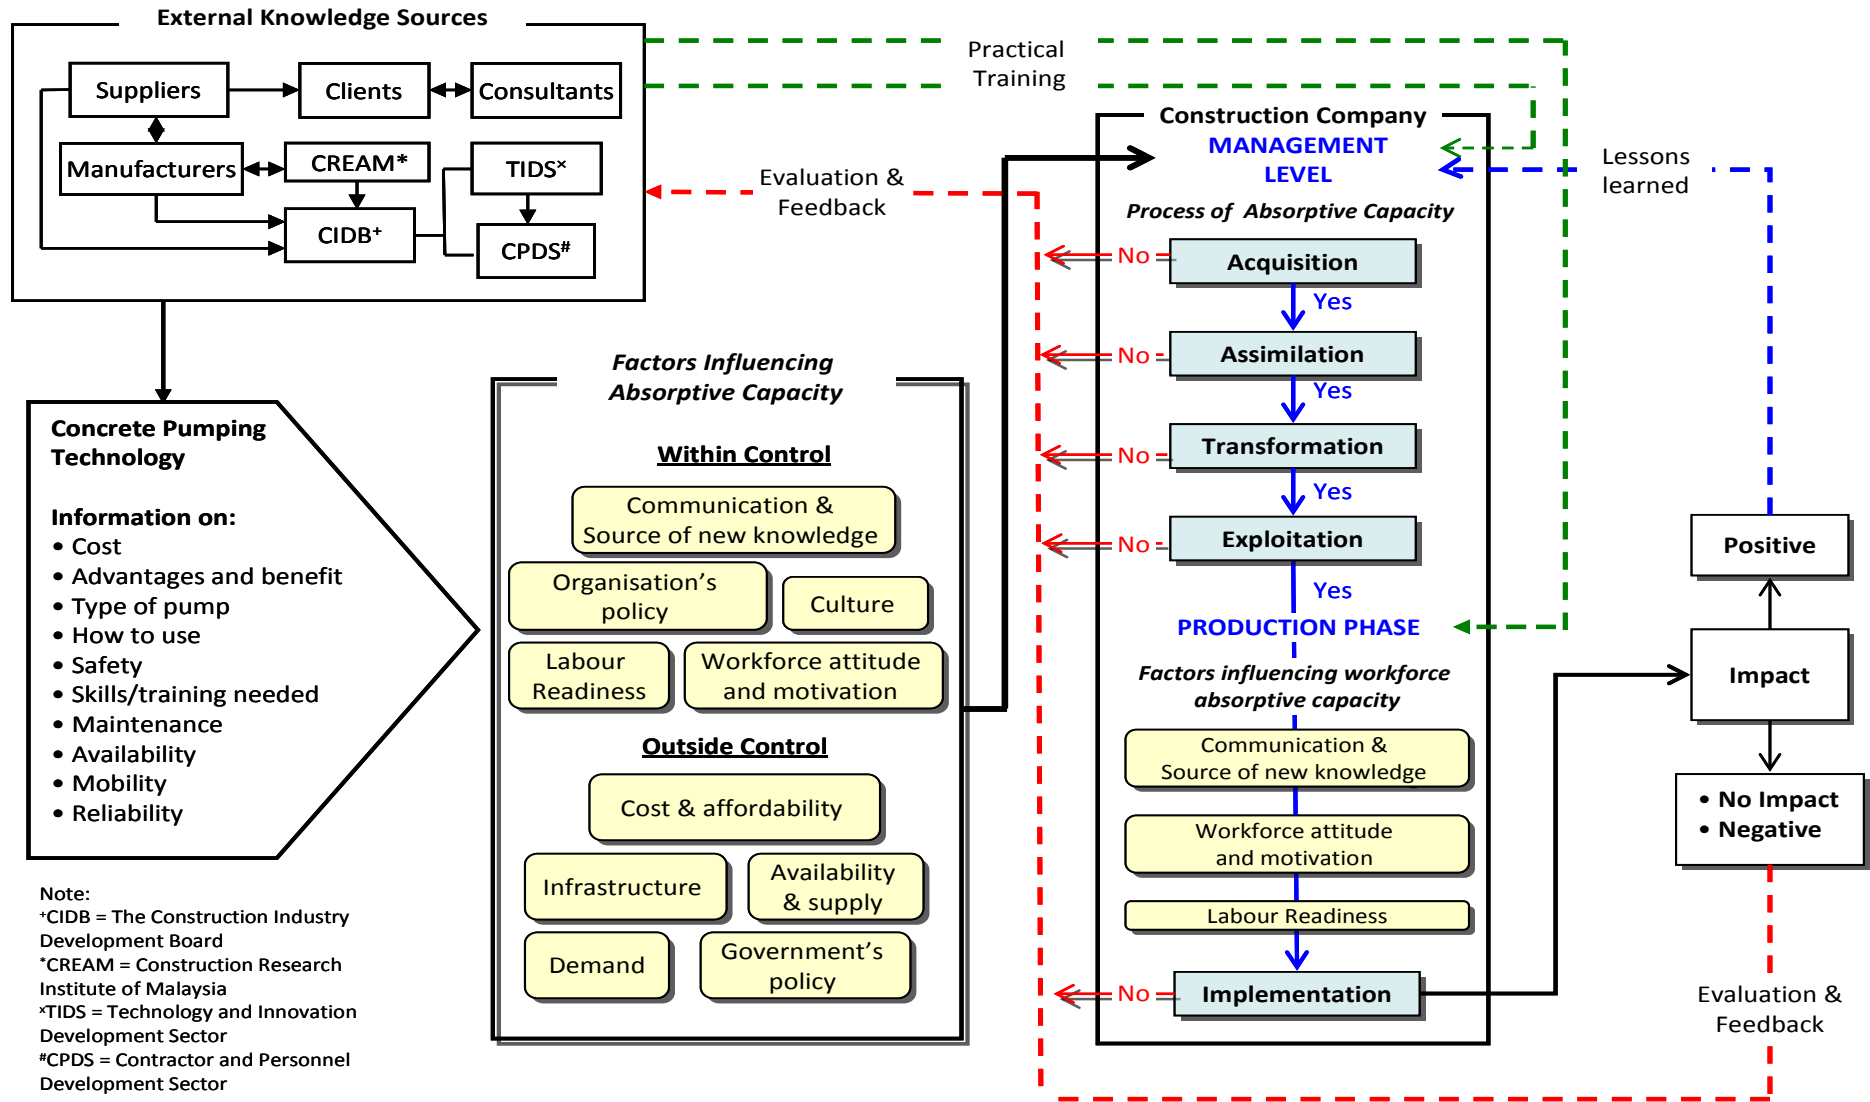 External Knowledge Sources
Suppliers
Clients
Consultants
Manufacturers
CREAM*
TIDSˣ
CIDB⁺
CPDS#
Practical
Training
Evaluation &
Feedback
Concrete Pumping
Technology
Information on:
• Cost
• Advantages and benefit
• Type of pump
• How to use
• Safety
• Skills/training needed
• Maintenance
• Availability
• Mobility
• Reliability
Note:
⁺CIDB = The Construction Industry
Development Board
*CREAM = Construction Research
Institute of Malaysia
ˣTIDS = Technology and Innovation
Development Sector
#CPDS = Contractor and Personnel
Development Sector
Factors Influencing
Absorptive Capacity
Within Control
Communication &
Source of new knowledge
Organisation's
policy
Culture
Labour
Readiness
Workforce attitude
and motivation
Outside Control
Cost & affordability
Infrastructure
Availability
& supply
Demand
Government's
policy
Construction Company
MANAGEMENT
LEVEL
Process of Absorptive Capacity
No
Acquisition
Yes
No
Assimilation
Yes
No
Transformation
Yes
No
Exploitation
Yes
PRODUCTION PHASE
Factors influencing workforce
absorptive capacity
Communication &
Source of new knowledge
Workforce attitude
and motivation
Labour Readiness
No
Implementation
Lessons
learned
Positive
Impact
• No Impact
• Negative
Evaluation &
Feedback